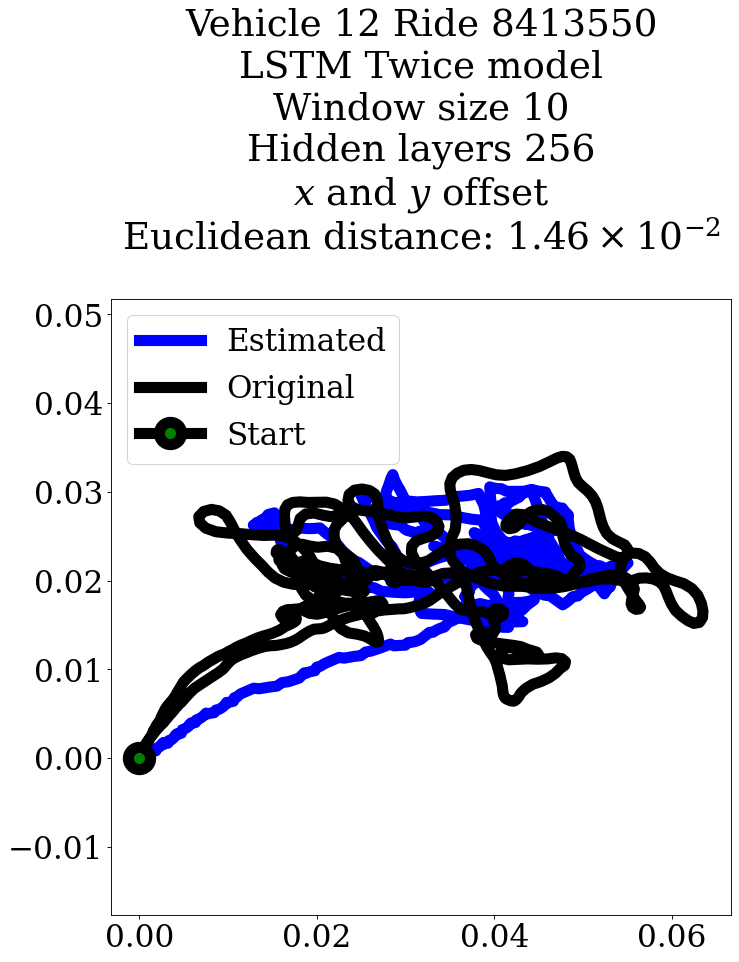 Vehicle 12 Ride 8413550
LSTM Twice model
Window size 10
Hidden layers 256
x and y offset
Euclidean distance: 1.46 × 10⁻²
0.05
0.04
0.03
0.02
0.01
0.00
−0.01
Estimated
Original
Start
0.00 0.02 0.04 0.06